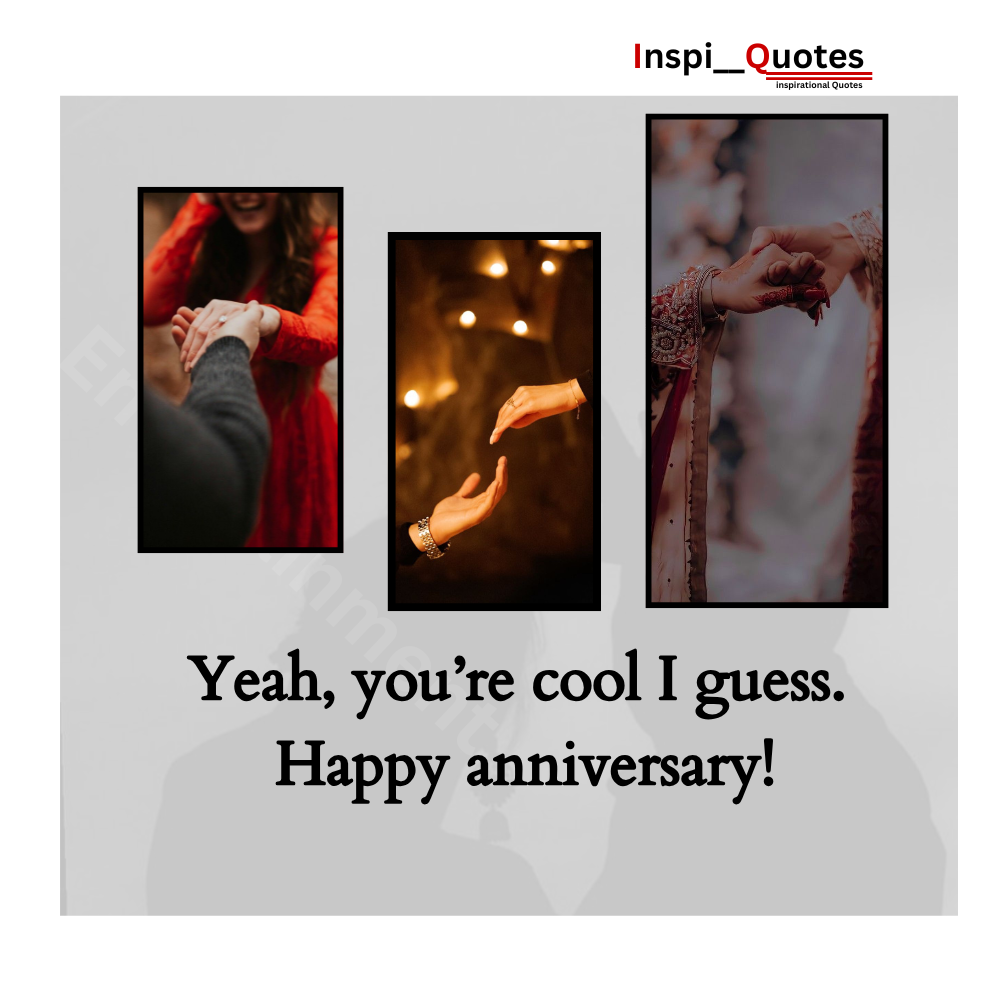 Inspi__Quotes
inspirational Quotes
Yeah, you’re cool I guess.
Happy anniversary!